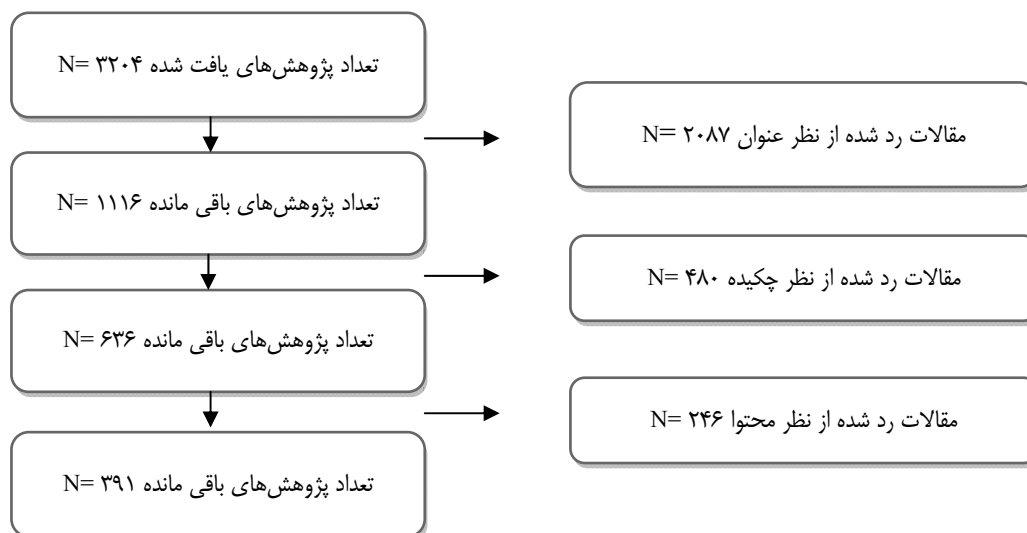 تعداد پژوهش‌های یافت شده N= ۳۲۰۴
مقالات رد شده از نظر عنوان N= ۲۰۸۷
تعداد پژوهش‌های باقی مانده N= ۱۱۱۶
مقالات رد شده از نظر چکیده N= ۴۸۰
تعداد پژوهش‌های باقی مانده N= ۶۳۶
مقالات رد شده از نظر محتوا N= ۲۴۶
تعداد پژوهش‌های باقی مانده N= ۳۹۱